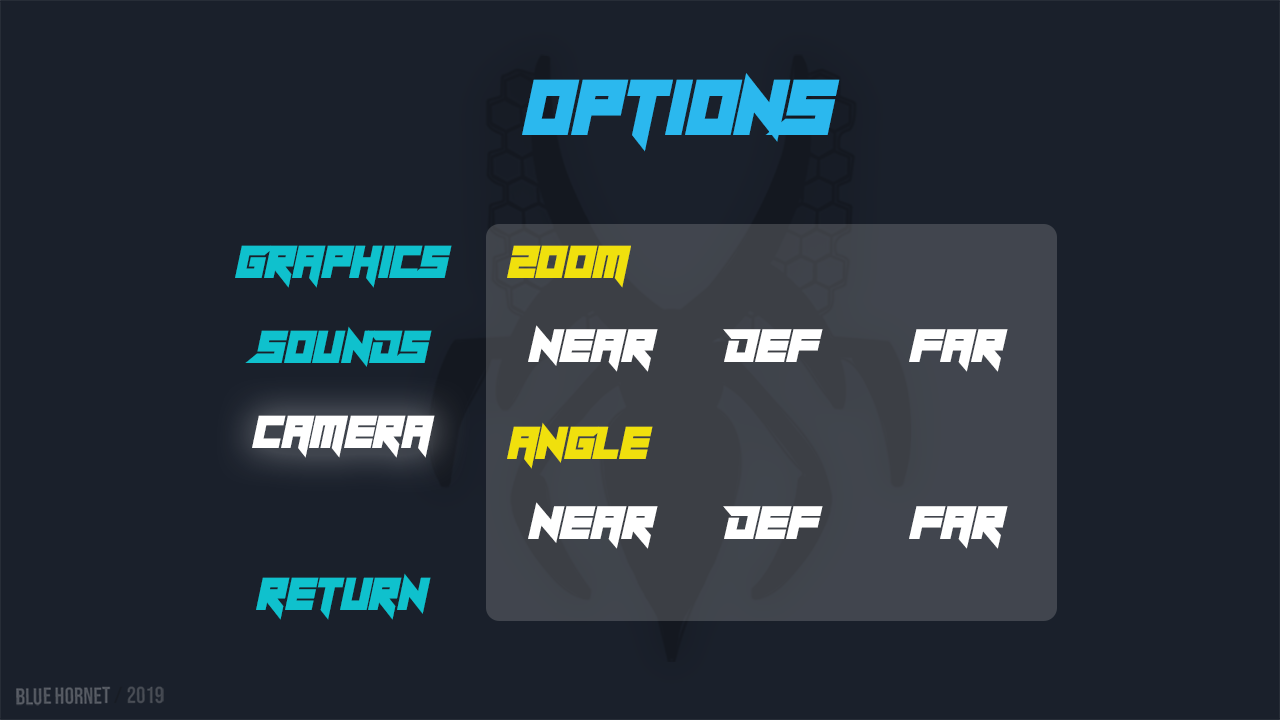 OPTIONS
GRAPHICS
SOUNDS
CAMERA
RETURN
ZOOM
NEAR DEF FAR
ANGLE
NEAR DEF FAR
BLUE HORNET 2019